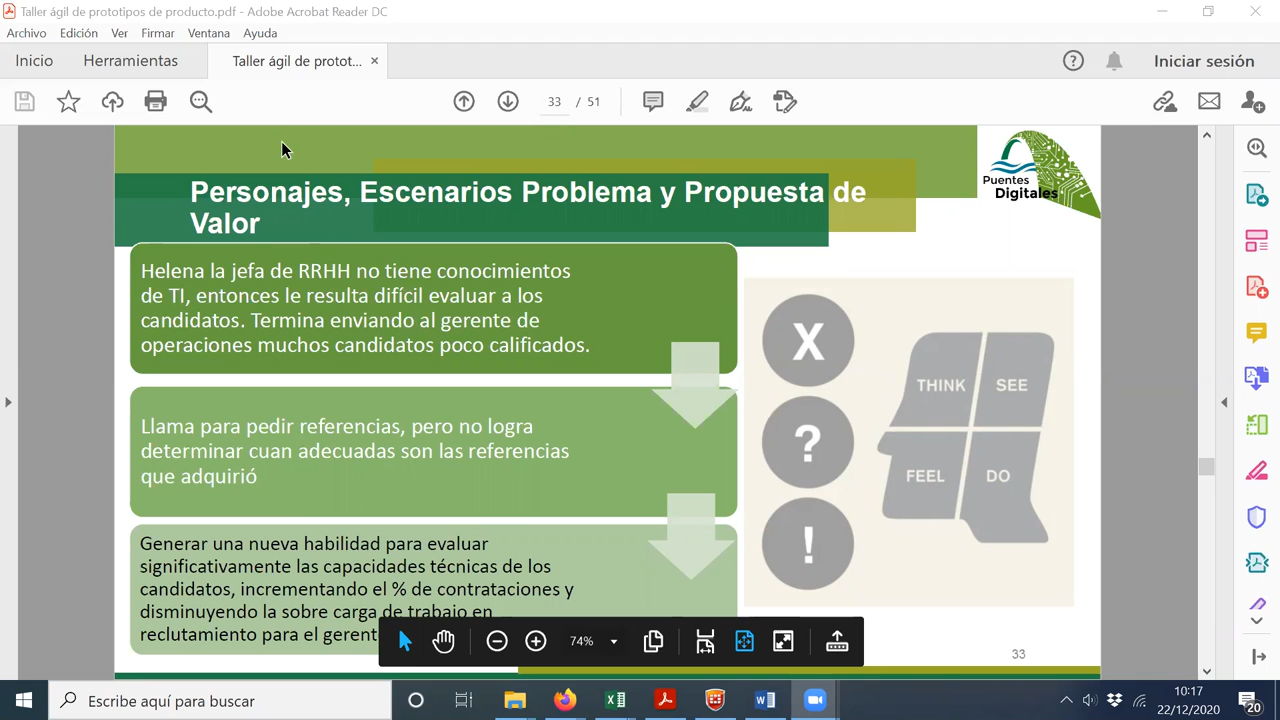 Taller ágil de prototipos de producto.pdf - Adobe Acrobat Reader DC
Archivo Edición Ver Firmar Ventana Ayuda
Inicio Herramientas Taller ágil de protot... × Iniciar sesión
33 / 51
Puentes
Digitales
Personajes, Escenarios Problema y Propuesta de
Valor
Helena la jefa de RRHH no tiene conocimientos
de TI, entonces le resulta difícil evaluar a los
candidatos. Termina enviando al gerente de
operaciones muchos candidatos poco calificados.
Llama para pedir referencias, pero no logra
determinar cuan adecuadas son las referencias
que adquirió
Generar una nueva habilidad para evaluar
significativamente las capacidades técnicas de los
candidatos, incrementando el % de contrataciones y
disminuyendo la sobre carga de trabajo en
reclutamiento para el gerent
X
?
!
THINK SEE
FEEL DO
74%
33
Escribe aquí para buscar
10:17
22/12/2020
20